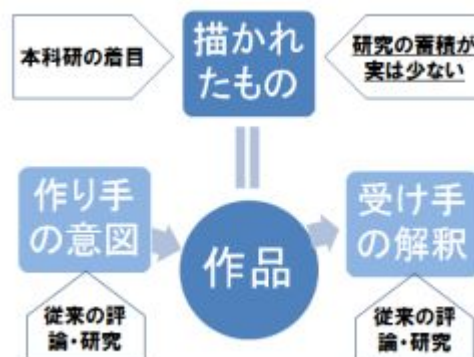 本科研の着目
描かれ
たもの
研究の蓄積が
実は少ない
作り手
の意図
作品
受け手
の解釈
従来の評
論・研究
従来の評
論・研究